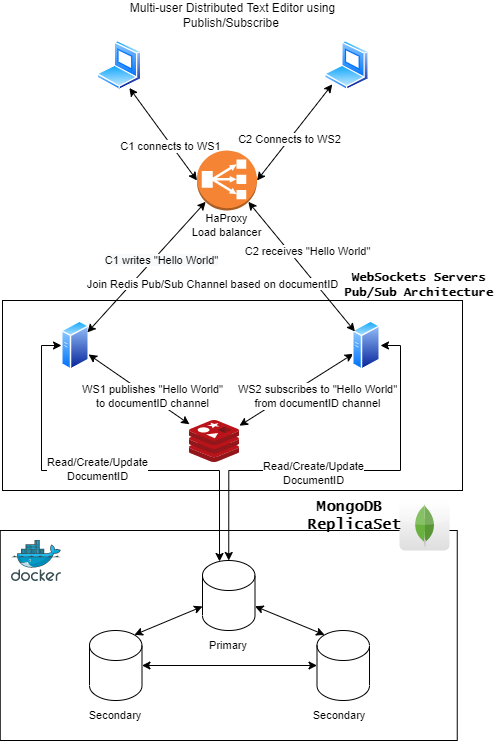 Multi-user Distributed Text Editor using
Publish/Subscribe
C1 connects to WS1
C2 Connects to WS2
HaProxy
Load balancer
C1 writes "Hello World"
C2 receives "Hello World"
Join Redis Pub/Sub Channel based on documentID
WebSockets Servers
Pub/Sub Architecture
WS1 publishes "Hello World"
to documentID channel
WS2 subscribes to "Hello World"
from documentID channel
Read/Create/Update
DocumentID
Read/Create/Update
DocumentID
MongoDB
ReplicaSet
docker
Primary
Secondary
Secondary